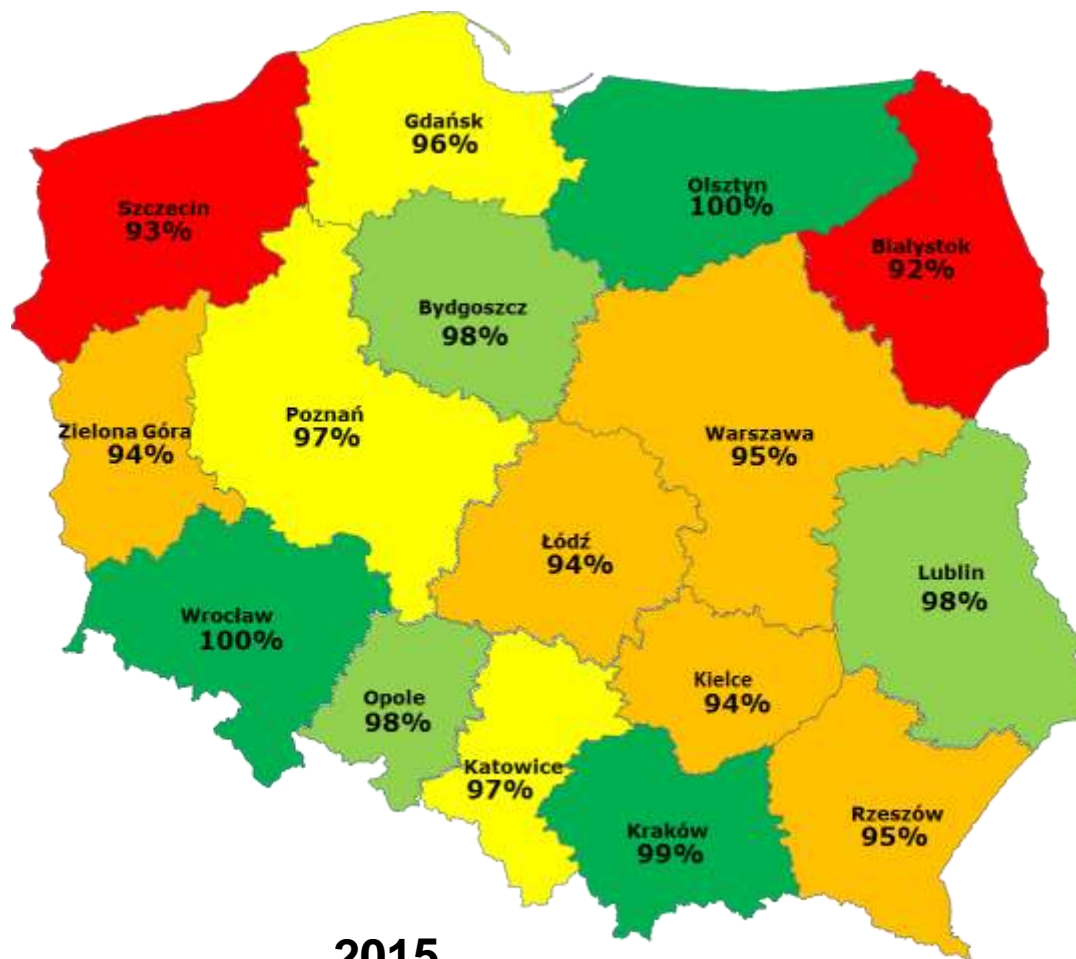 Gdańsk
96%
Olsztyn
100%
Szczecin
93%
Białystok
92%
Bydgoszcz
98%
Poznań
97%
Zielona Góra
94%
Warszawa
95%
Łódź
94%
Lublin
98%
Wrocław
100%
Opole
98%
Kielce
94%
Katowice
97%
Kraków
99%
Rzeszów
95%
2015